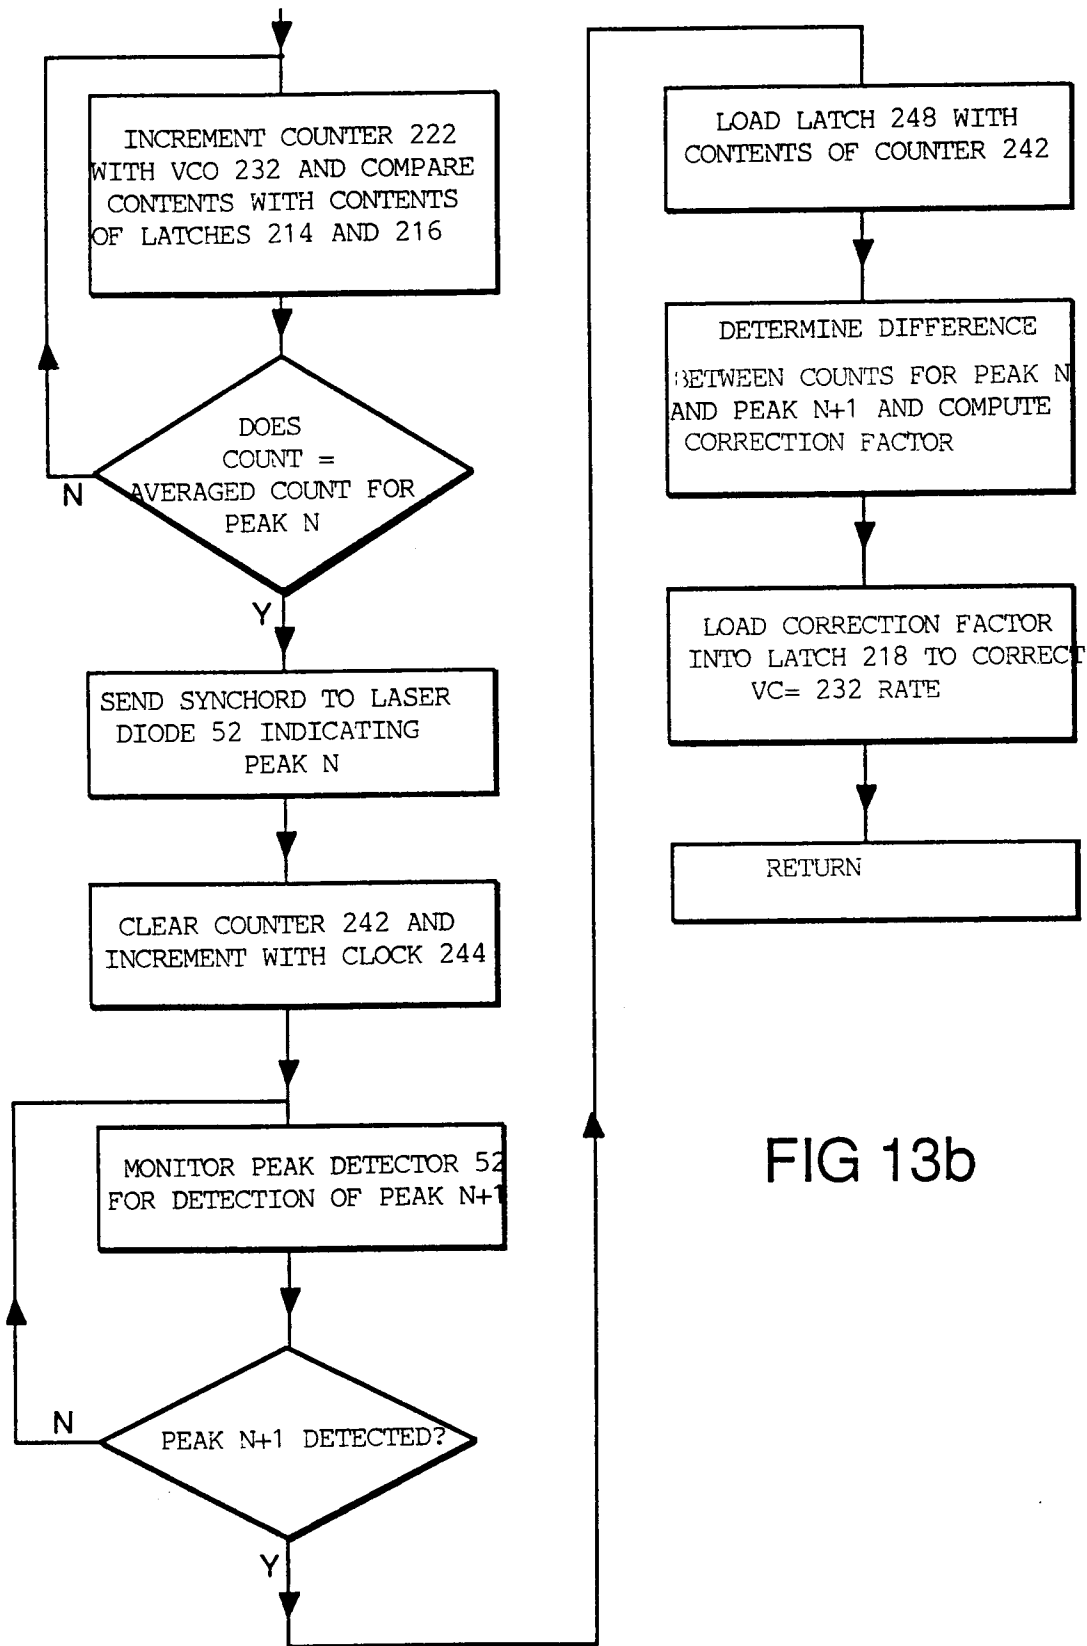 INCREMENT COUNTER 222
WITH VCO 232 AND COMPARE
CONTENTS WITH CONTENTS
OF LATCHES 214 AND 216
DOES
COUNT =
AVERAGED COUNT FOR
PEAK N
N
Y
SEND SYNCHORD TO LASER
DIODE 52 INDICATING
PEAK N
CLEAR COUNTER 242 AND
INCREMENT WITH CLOCK 244
MONITOR PEAK DETECTOR 52
FOR DETECTION OF PEAK N+1
PEAK N+1 DETECTED?
N
Y
LOAD LATCH 248 WITH
CONTENTS OF COUNTER 242
DETERMINE DIFFERENCE
BETWEEN COUNTS FOR PEAK N
AND PEAK N+1 AND COMPUTE
CORRECTION FACTOR
LOAD CORRECTION FACTOR
INTO LATCH 218 TO CORRECT
VC= 232 RATE
RETURN
FIG 13b